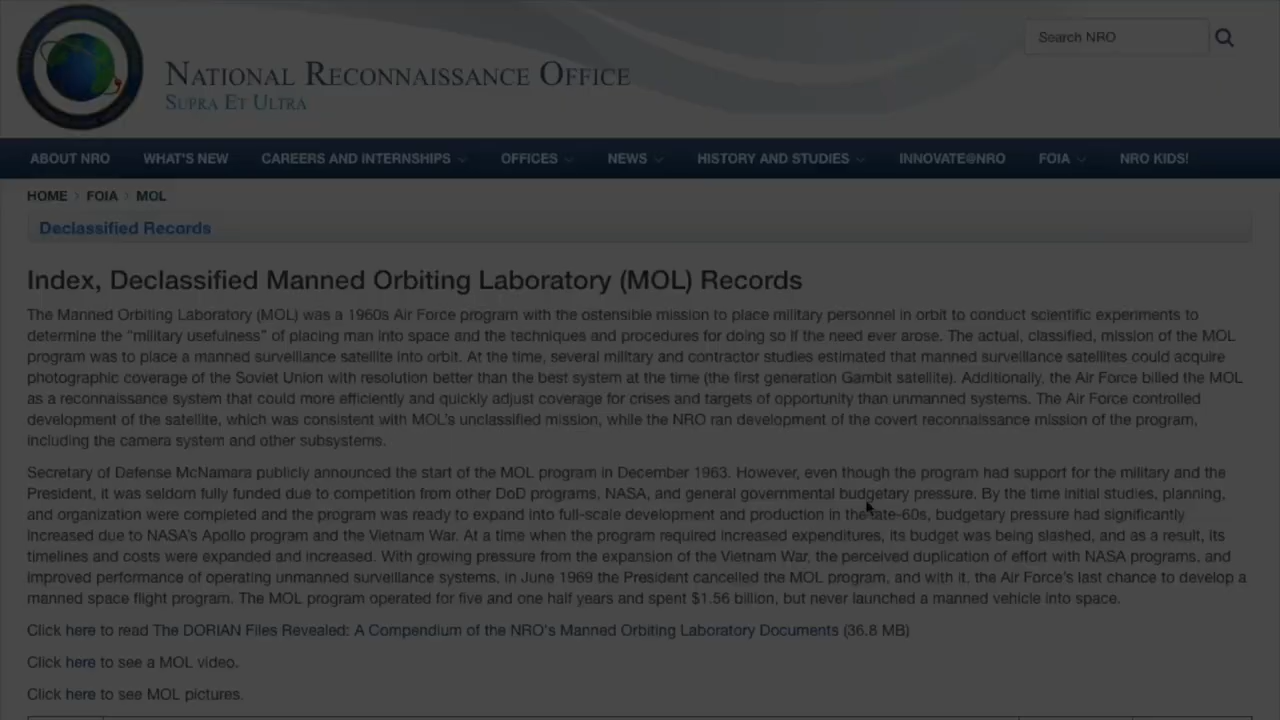 Search NRO
NATIONAL RECONNAISSANCE OFFICE
SUPRA ET ULTRA
ABOUT NRO WHAT'S NEW CAREERS AND INTERNSHIPS OFFICES NEWS HISTORY AND STUDIES INNOVATE@NRO FOIA NRO KIDS!
HOME > FOIA > MOL
Declassified Records
Index, Declassified Manned Orbiting Laboratory (MOL) Records
The Manned Orbiting Laboratory (MOL) was a 1960s Air Force program with the ostensible mission to place military personnel in orbit to conduct scientific experiments to
determine the “military usefulness” of placing man into space and the techniques and procedures for doing so if the need ever arose. The actual, classified, mission of the MOL
program was to place a manned surveillance satellite into orbit. At the time, several military and contractor studies estimated that manned surveillance satellites could acquire
photographic coverage of the Soviet Union with resolution better than the best system at the time (the first generation Gambit satellite). Additionally, the Air Force billed the MOL
as a reconnaissance system that could more efficiently and quickly adjust coverage for crises and targets of opportunity than unmanned systems. The Air Force controlled
development of the satellite, which was consistent with MOL's unclassified mission, while the NRO ran development of the covert reconnaissance mission of the program,
including the camera system and other subsystems.
Secretary of Defense McNamara publicly announced the start of the MOL program in December 1963. However, even though the program had support for the military and the
President, it was seldom fully funded due to competition from other DoD programs, NASA, and general governmental budgetary pressure. By the time initial studies, planning,
and organization were completed and the program was ready to expand into full-scale development and production in the late-60s, budgetary pressure had significantly
increased due to NASA's Apollo program and the Vietnam War. At a time when the program required increased expenditures, its budget was being slashed, and as a result, its
timelines and costs were expanded and increased. With growing pressure from the expansion of the Vietnam War, the perceived duplication of effort with NASA programs, and
improved performance of operating unmanned surveillance systems, in June 1969 the President cancelled the MOL program, and with it, the Air Force's last chance to develop a
manned space flight program. The MOL program operated for five and one half years and spent $1.56 billion, but never launched a manned vehicle into space.
Click here to read The DORIAN Files Revealed: A Compendium of the NRO's Manned Orbiting Laboratory Documents (36.8 MB)
Click here to see a MOL video.
Click here to see MOL pictures.